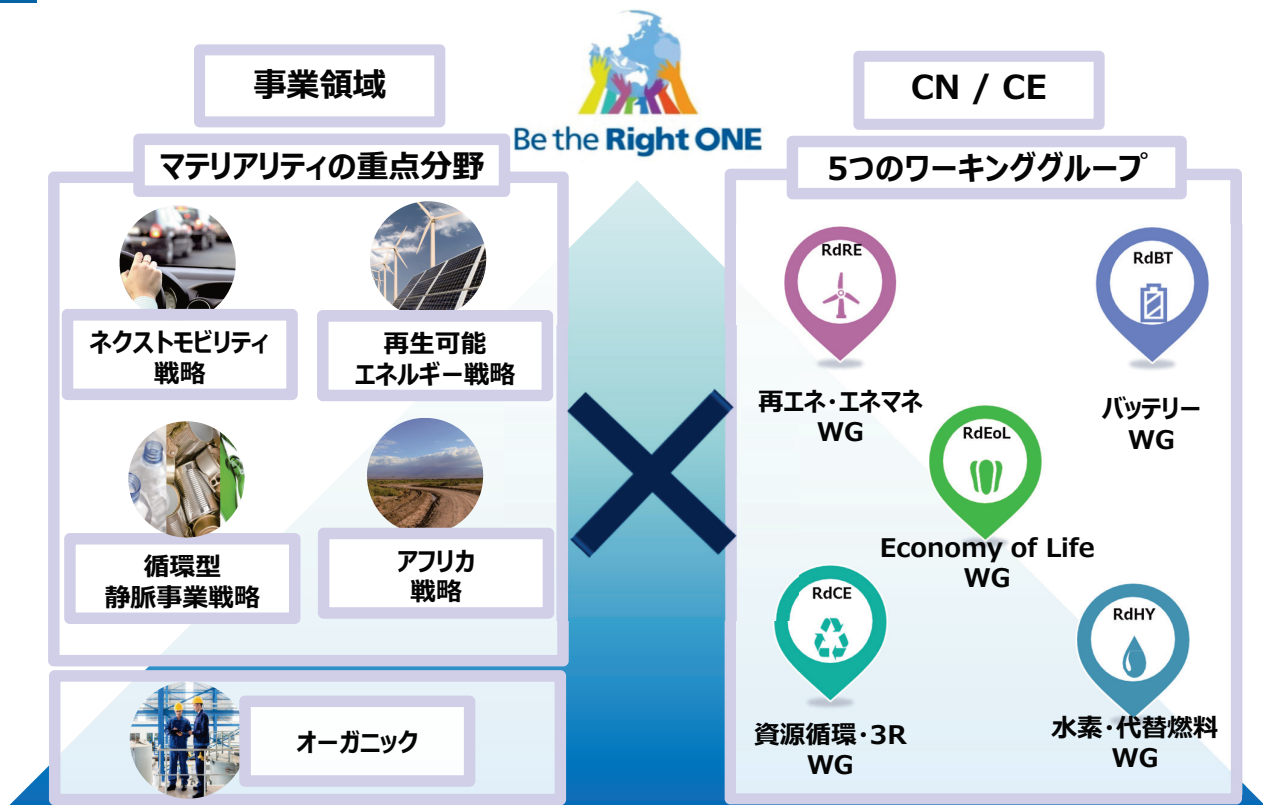 Be the Right ONE
事業領域
マテリアリティの重点分野
ネクストモビリティ
戦略
再生可能
エネルギー戦略
循環型
静脈事業戦略
アフリカ
戦略
オーガニック
CN / CE
5つのワーキンググループ
RdRE
再エネ・エネマネ
WG
RdBT
バッテリー
WG
RdEoL
Economy of Life
WG
RdCE
資源循環・3R
WG
RdHY
水素・代替燃料
WG